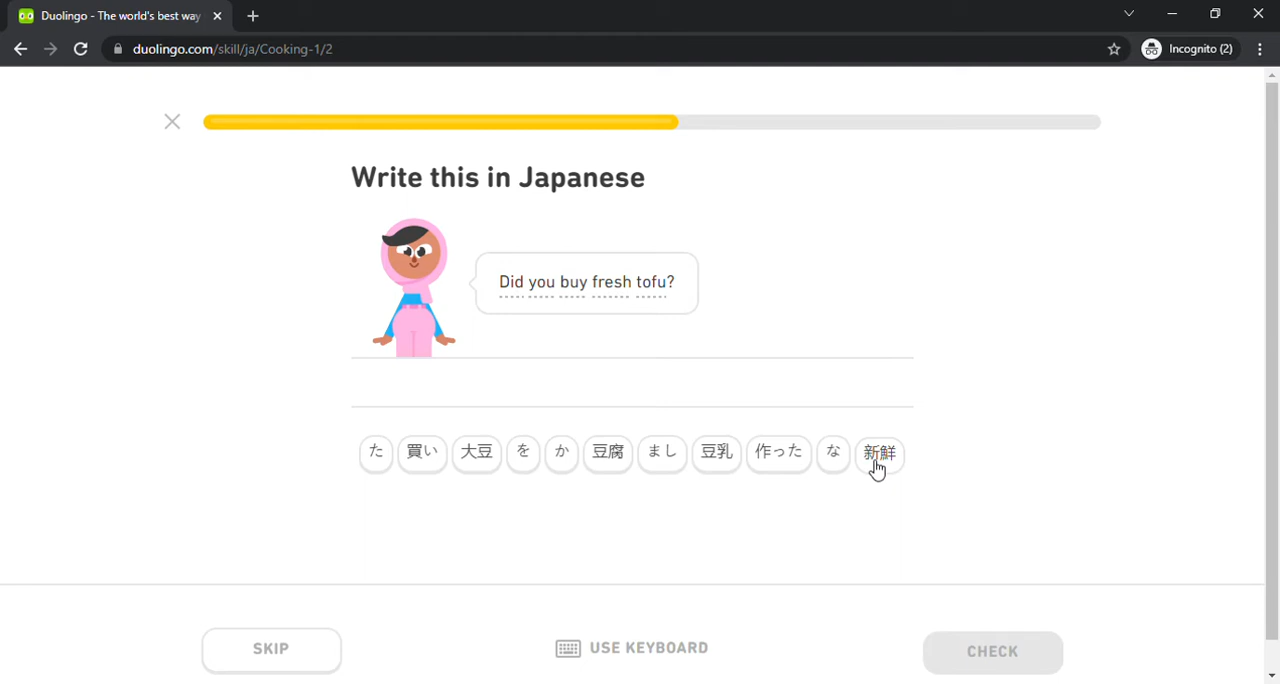 Duolingo - The world's best way
duolingo.com/skill/ja/Cooking-1/2
Incognito (2)
Write this in Japanese
Did you buy fresh tofu?
た 買い 大豆 を か 豆腐 まし 豆乳 作った な 新鮮
SKIP
USE KEYBOARD
CHECK